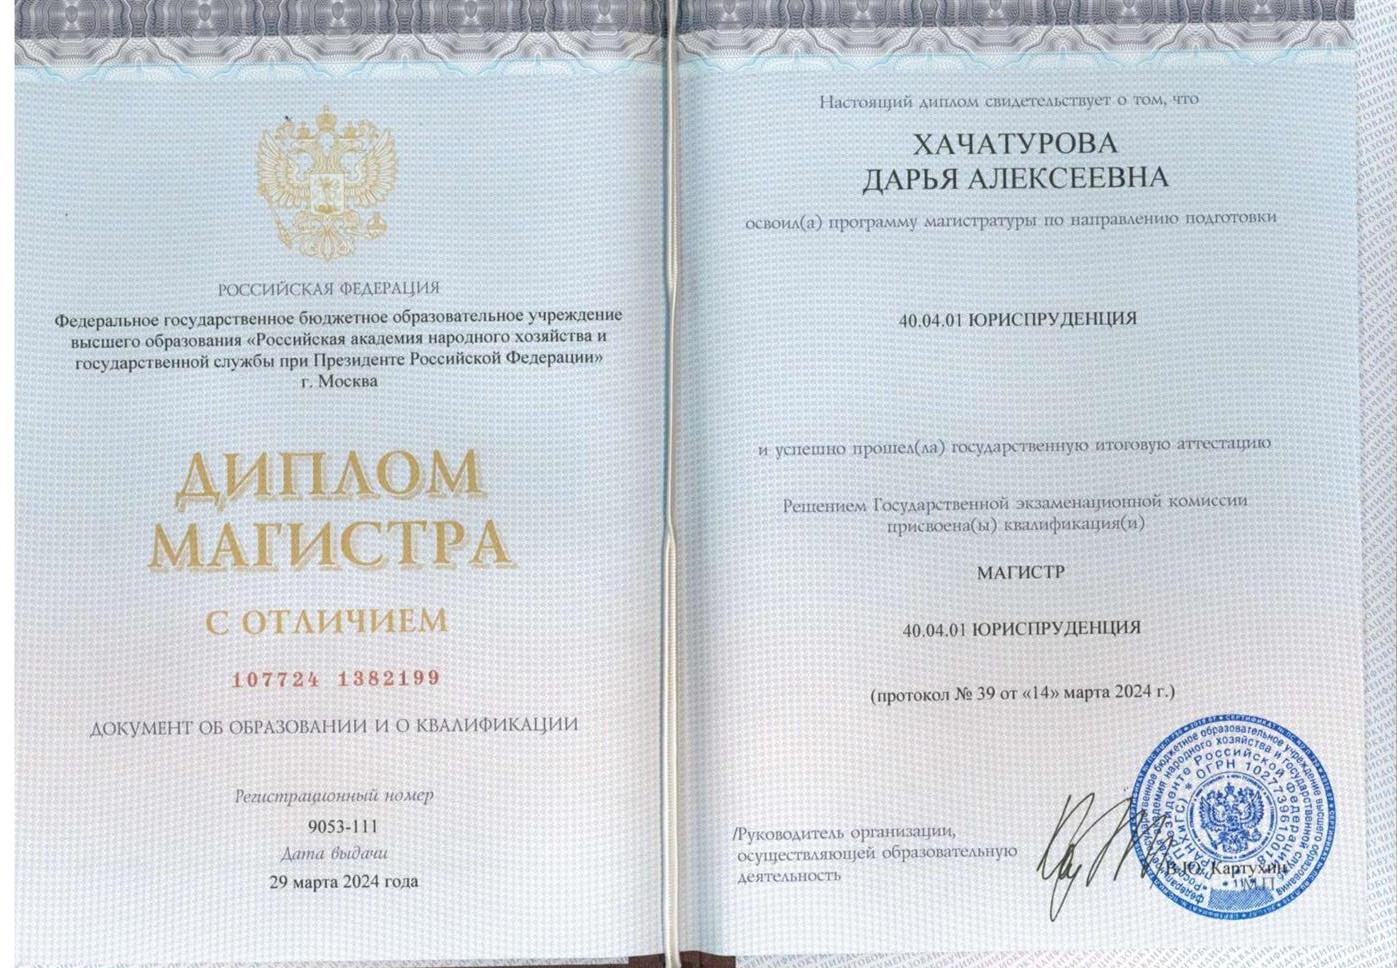 РОССИЙСКАЯ ФЕДЕРАЦИЯ
Федеральное государственное бюджетное образовательное учреждение
высшего образования «Российская академия народного хозяйства и
государственной службы при Президенте Российской Федерации»
г. Москва
ДИПЛОМ
МАГИСТРА
С ОТЛИЧИЕМ
107724 1382199
ДОКУМЕНТ ОБ ОБРАЗОВАНИИ И О КВАЛИФИКАЦИИ
Регистрационный номер
9053-111
Дата выдачи
29 марта 2024 года
Настоящий диплом свидетельствует о том, что
ХАЧАТУРОВА
ДАРЬЯ АЛЕКСЕЕВНА
освоил(а) программу магистратуры по направлению подготовки
40.04.01 ЮРИСПРУДЕНЦИЯ
и успешно прошел(ла) государственную итоговую аттестацию
Решением Государственной экзаменационной комиссии
присвоена(ы) квалификация(и)
МАГИСТР
40.04.01 ЮРИСПРУДЕНЦИЯ
(протокол № 39 от «14» марта 2024 г.)
/Руководитель организации,
осуществляющей образовательную
деятельность
В.Ю. Картухин
М.П.